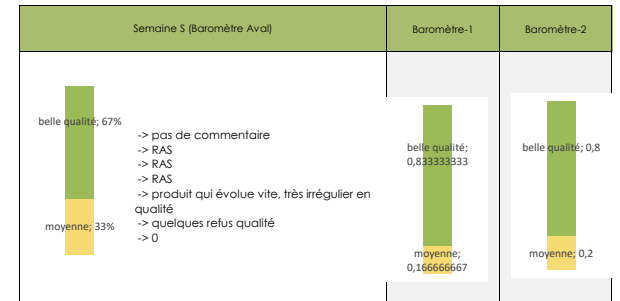 Semaine S (Baromètre Aval)
Baromètre-1
Baromètre-2
belle qualité; 67%
moyenne; 33%
-> pas de commentaire
-> RAS
-> RAS
-> RAS
-> produit qui évolue vite, très irrégulier en
qualité
-> quelques refus qualité
-> 0
belle qualité;
0,833333333
moyenne;
0,166666667
belle qualité; 0,8
moyenne; 0,2